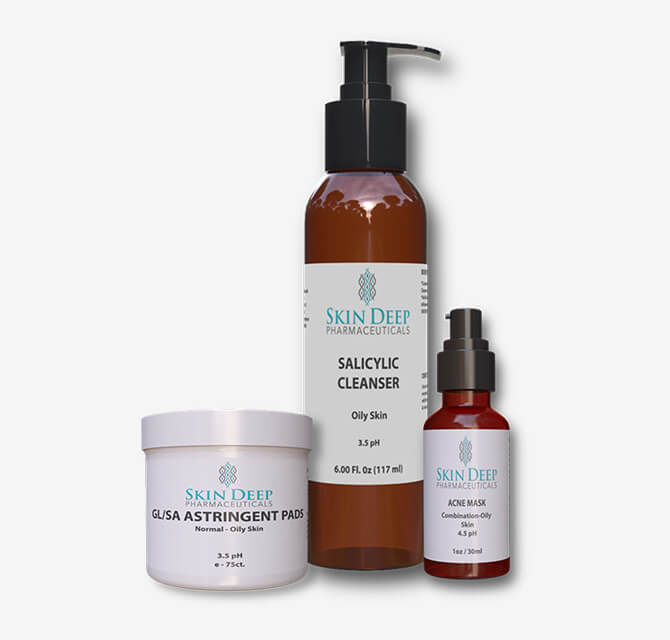 SKIN DEEP
PHARMACEUTICALS
SALICYLIC
CLEANSER
Oily Skin
3.5 pH
6.00 Fl. Oz (117 ml)
SKIN DEEP
PHARMACEUTICALS
GL/SA ASTRINGENT PADS
Normal - Oily Skin
3.5 pH
e - 75ct.
SKIN DEEP
PHARMACEUTICALS
ACNE MASK
Combination-Oily
Skin
4.5 pH
1oz / 30ml